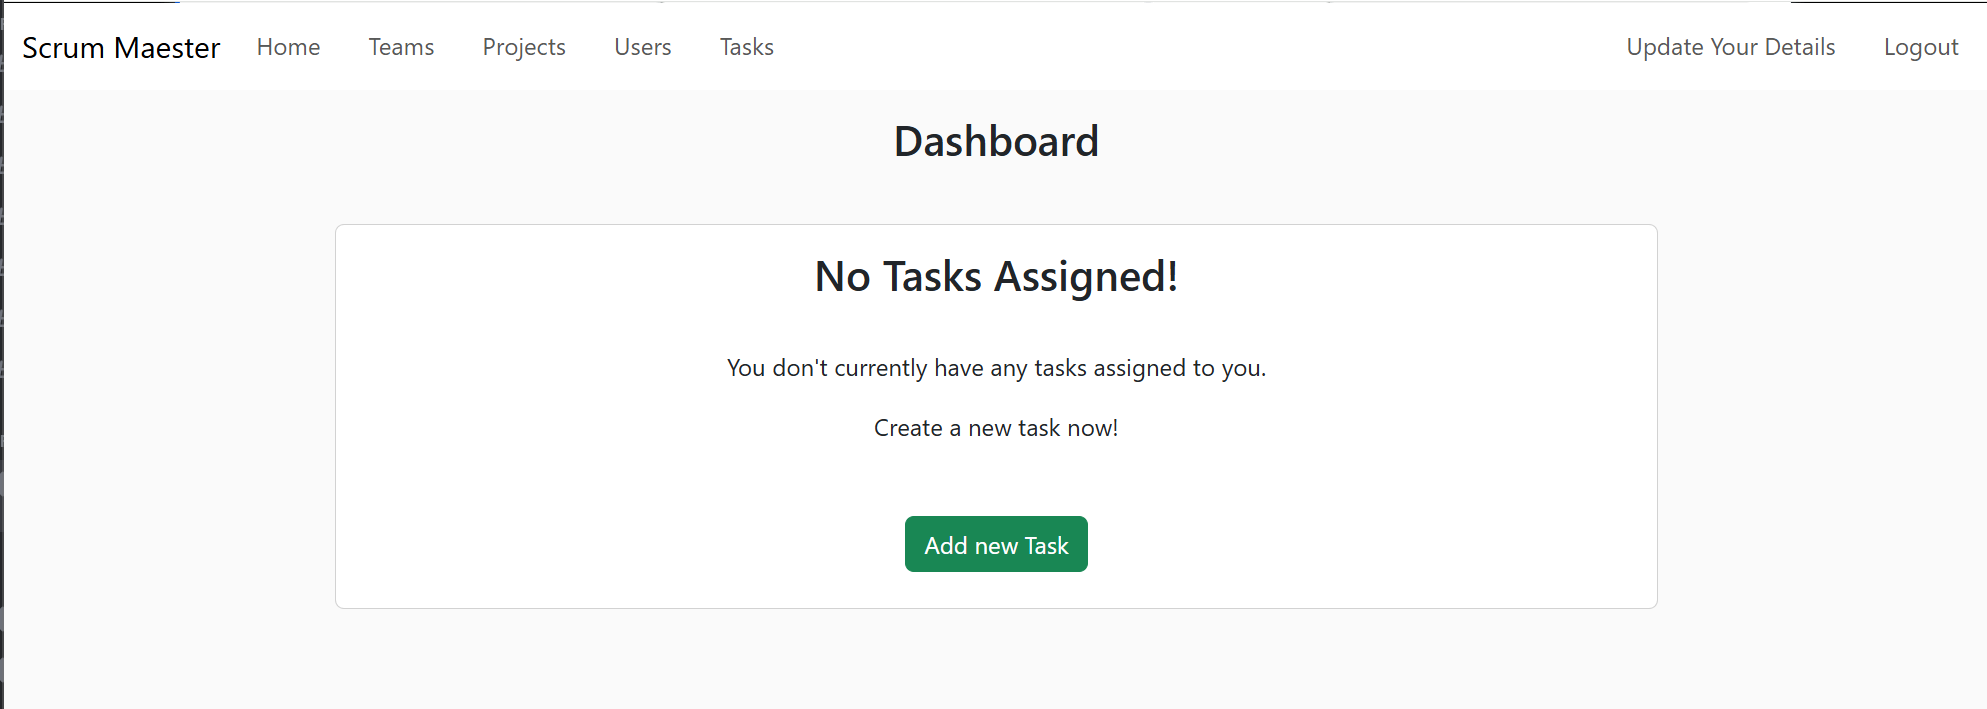 Scrum Maester Home Teams Projects Users Tasks Update Your Details Logout
Dashboard
No Tasks Assigned!
You don't currently have any tasks assigned to you.
Create a new task now!
Add new Task